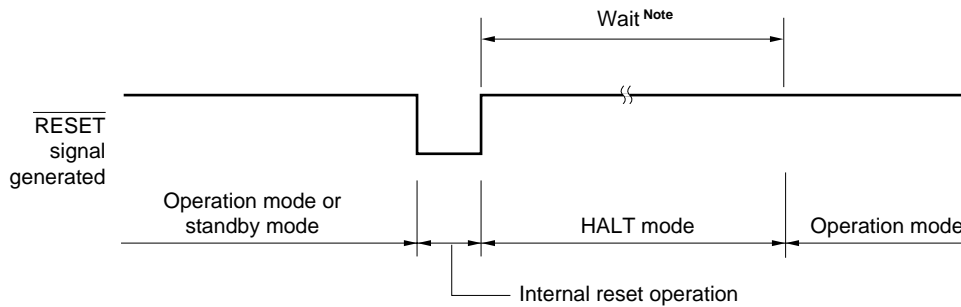 Wait Note
RESET
signal
generated
Operation mode or
standby mode
HALT mode
Operation mode
Internal reset operation